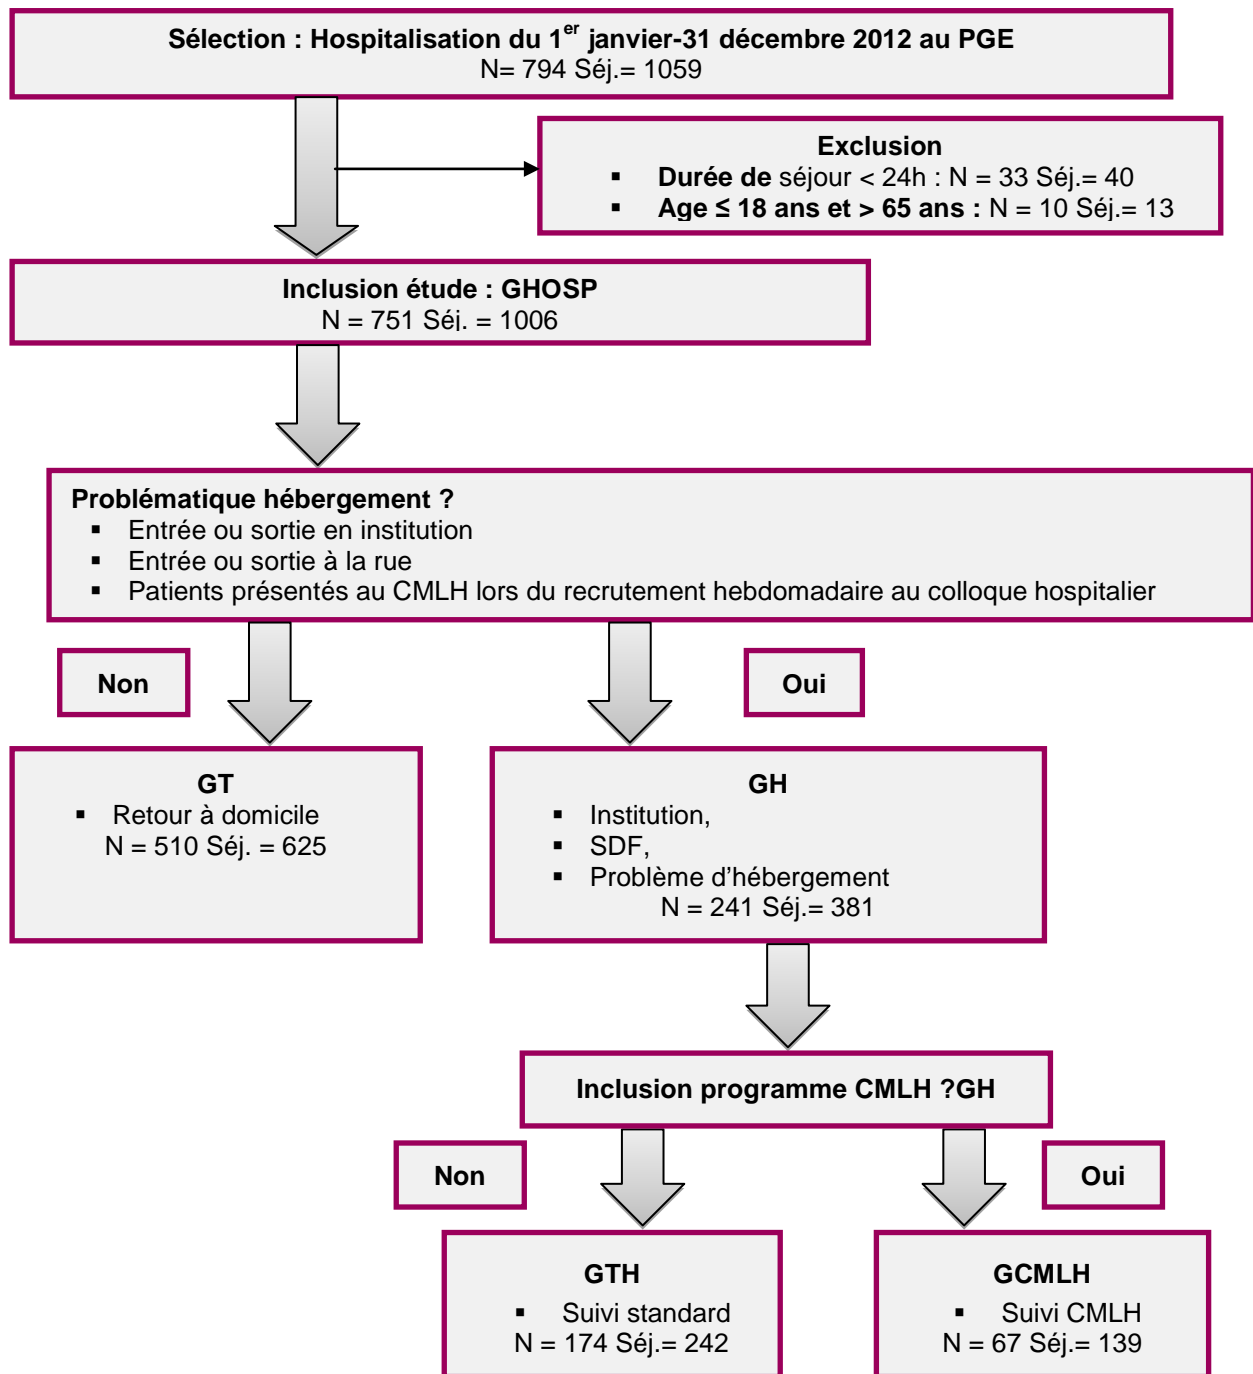 Sélection : Hospitalisation du 1er janvier-31 décembre 2012 au PGE
N= 794 Séj.= 1059
Exclusion
▪ Durée de séjour < 24h : N = 33 Séj.= 40
▪ Age ≤ 18 ans et > 65 ans : N = 10 Séj.= 13
Inclusion étude : GHOSP
N = 751 Séj. = 1006
Problématique hébergement ?
▪ Entrée ou sortie en institution
▪ Entrée ou sortie à la rue
▪ Patients présentés au CMLH lors du recrutement hebdomadaire au colloque hospitalier
Non
Oui
GT
▪ Retour à domicile
N = 510 Séj. = 625
GH
▪ Institution,
▪ SDF,
▪ Problème d'hébergement
N = 241 Séj.= 381
Inclusion programme CMLH ?GH
Non
Oui
GTH
▪ Suivi standard
N = 174 Séj.= 242
GCMLH
▪ Suivi CMLH
N = 67 Séj.= 139